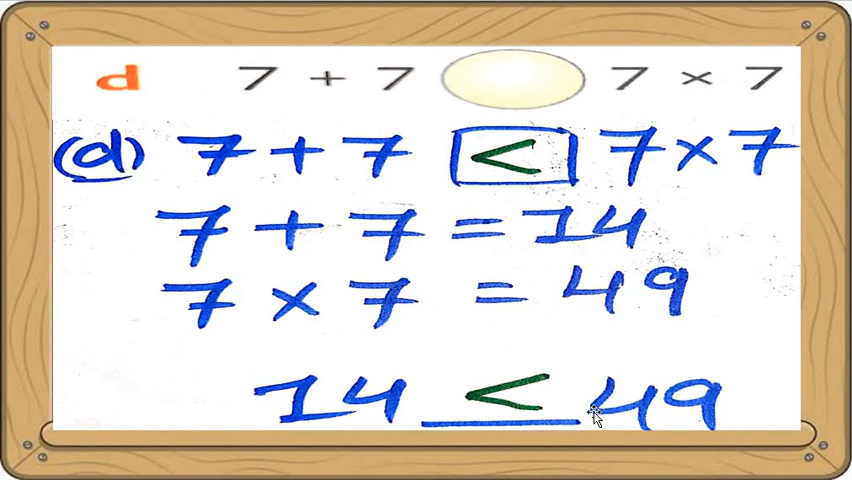 d 7 + 7 7 × 7
(d) 7 + 7 < 7 × 7
7 + 7 = 14
7 × 7 = 49
14 < 49